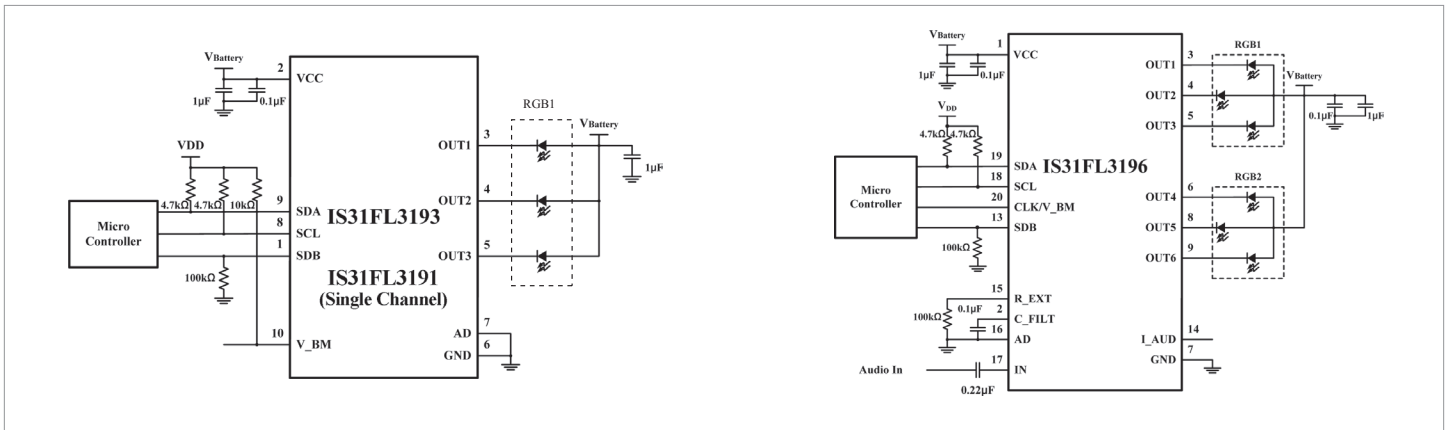 VBattery
2
VCC
1µF
0.1µF
VDD
4.7kΩ
4.7kΩ
10kΩ
Micro
Controller
9
SDA
8
SCL
1
SDB
100kΩ
10
V_BM
IS31FL3193
IS31FL3191
(Single Channel)
RGB1
VBattery
3
OUT1
1µF
4
OUT2
5
OUT3
7
AD
6
GND
VBattery
1
VCC
1µF
0.1µF
VDD
4.7kΩ
4.7kΩ
Micro
Controller
19
SDA
18
SCL
20
CLK/V_BM
13
SDB
100kΩ
15
R_EXT
0.1µF
2
C_FILT
100kΩ
16
AD
17
Audio In
IN
0.22µF
IS31FL3196
RGB1
3
OUT1
VBattery
4
OUT2
0.1µF
1µF
5
OUT3
RGB2
6
OUT4
8
OUT5
9
OUT6
14
I_AUD
7
GND